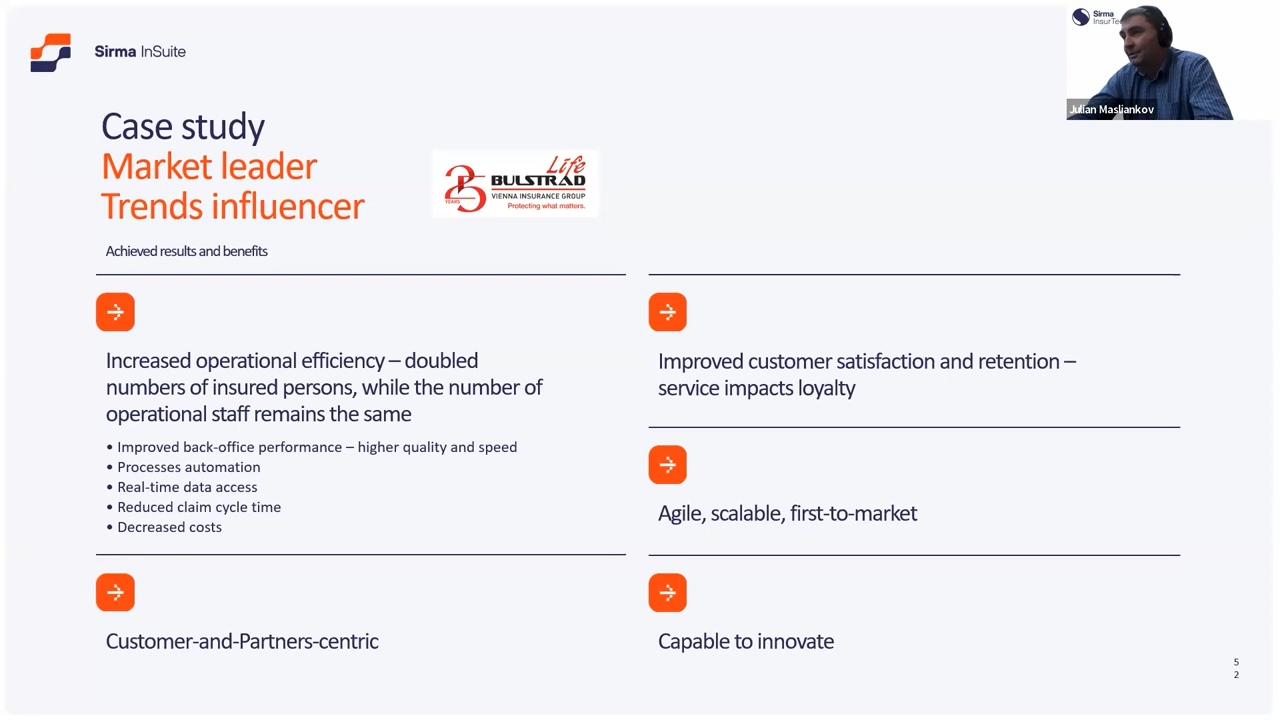 Sirma InSuite
Sirma
Julian Masliankov
Case study
Market leader
Trends influencer
25
YEARS
Life
BULSTRAD
VIENNA INSURANCE GROUP
Protecting what matters.
Achieved results and benefits
Increased operational efficiency – doubled
numbers of insured persons, while the number of
operational staff remains the same
• Improved back-office performance – higher quality and speed
• Processes automation
• Real-time data access
• Reduced claim cycle time
• Decreased costs
Customer-and-Partners-centric
Improved customer satisfaction and retention –
service impacts loyalty
Agile, scalable, first-to-market
Capable to innovate
5
2